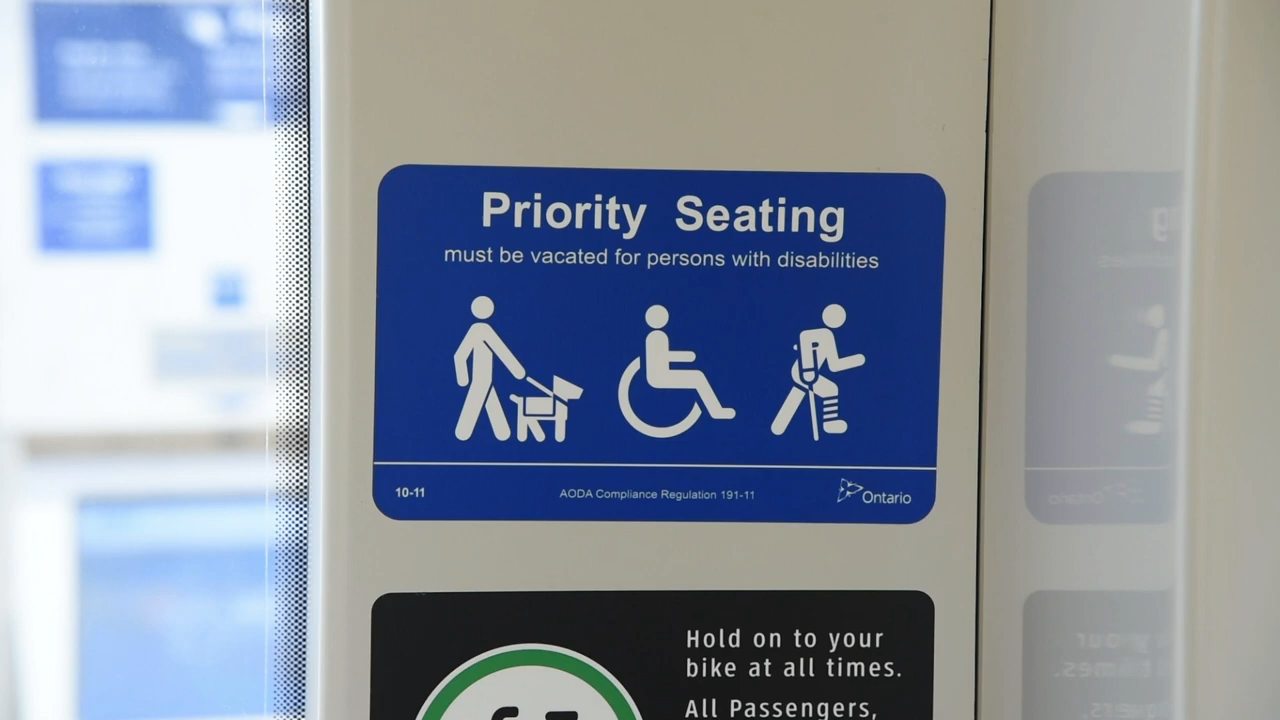 Priority Seating
must be vacated for persons with disabilities
10-11
AODA Compliance Regulation 191-11
Ontario
Hold on to your
bike at all times.
All Passengers,